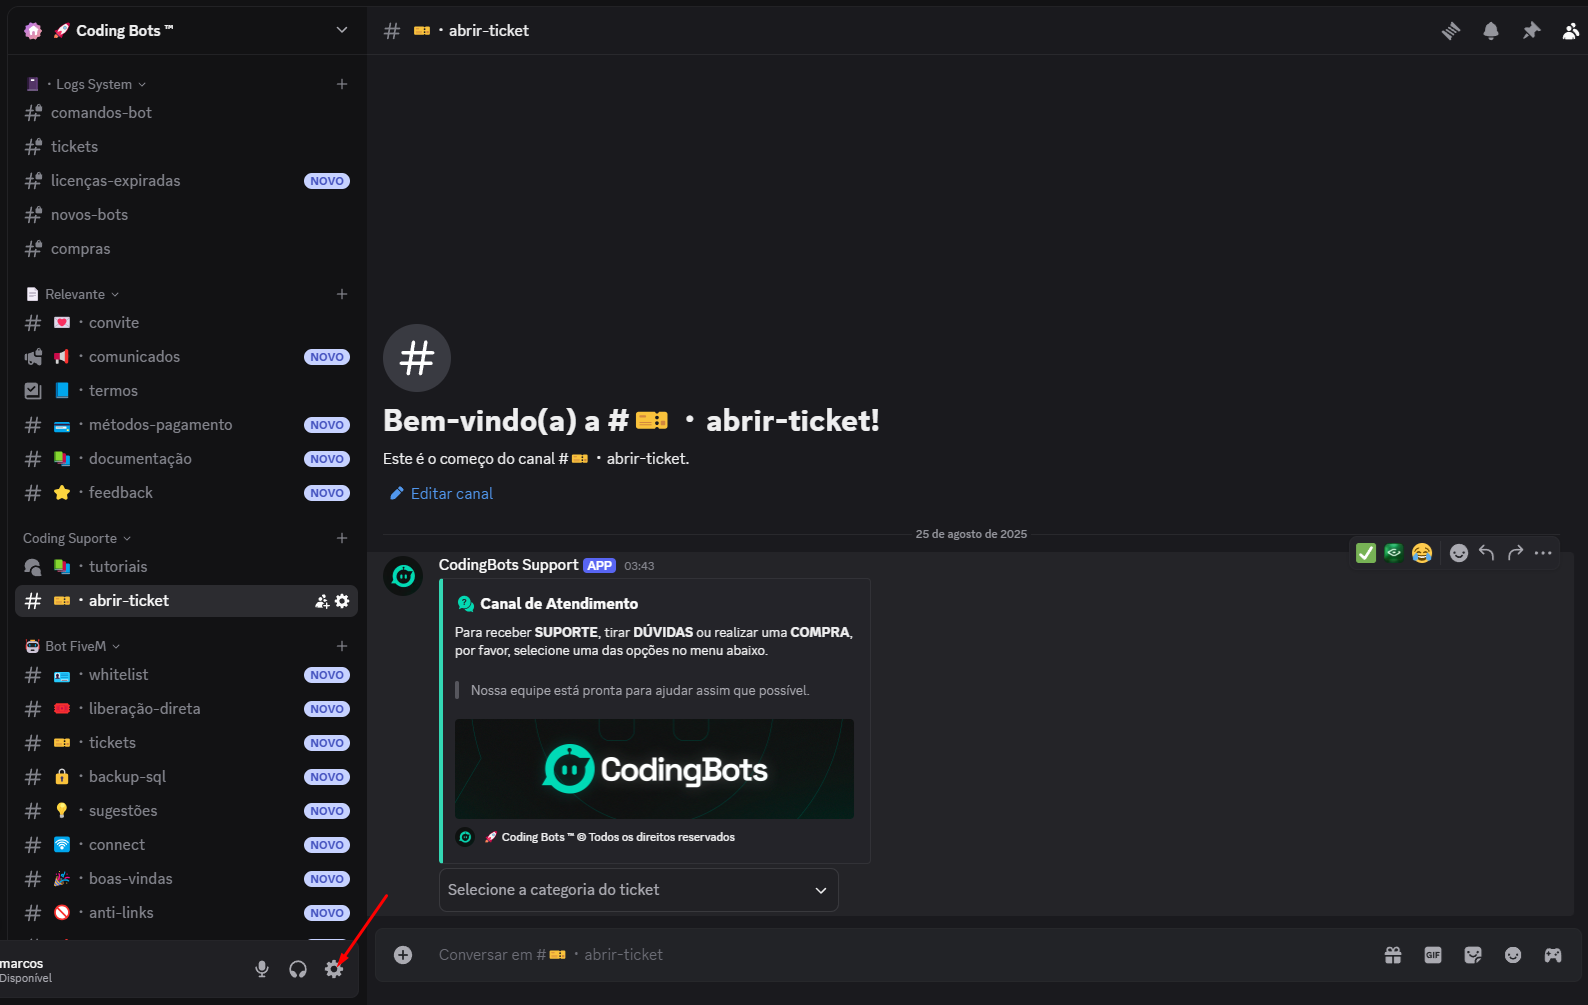 Coding Bots ™
· Logs System
comandos-bot
tickets
licenças-expiradas NOVO
novos-bots
compras
Relevante
· convite
· comunicados NOVO
· termos
· métodos-pagamento NOVO
· documentação NOVO
· feedback NOVO
Coding Suporte
· tutoriais
· abrir-ticket
Bot FiveM
· whitelist NOVO
· liberação-direta NOVO
· tickets NOVO
· backup-sql NOVO
· sugestões NOVO
· connect NOVO
· boas-vindas NOVO
· anti-links NOVO
marcos
Disponível
# · abrir-ticket
Bem-vindo(a) a # · abrir-ticket!
Este é o começo do canal # · abrir-ticket.
Editar canal
25 de agosto de 2025
CodingBots Support APP 03:43
Canal de Atendimento
Para receber SUPORTE, tirar DÚVIDAS ou realizar uma COMPRA,
por favor, selecione uma das opções no menu abaixo.
Nossa equipe está pronta para ajudar assim que possível.
CodingBots
Coding Bots ™ © Todos os direitos reservados
Selecione a categoria do ticket
Conversar em # · abrir-ticket
GIF